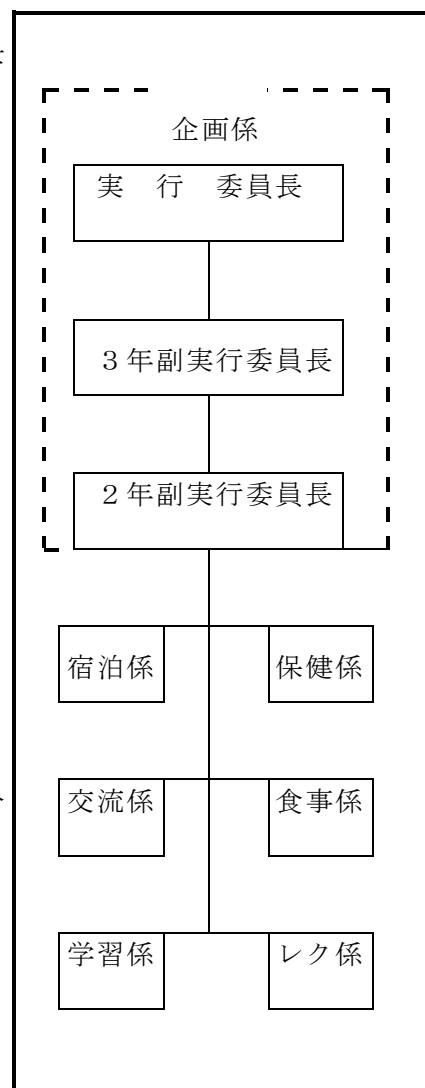 企画係
実　行　委員長
３年副実行委員長
２年副実行委員長
宿泊係　保健係
交流係　食事係
学習係　レク係